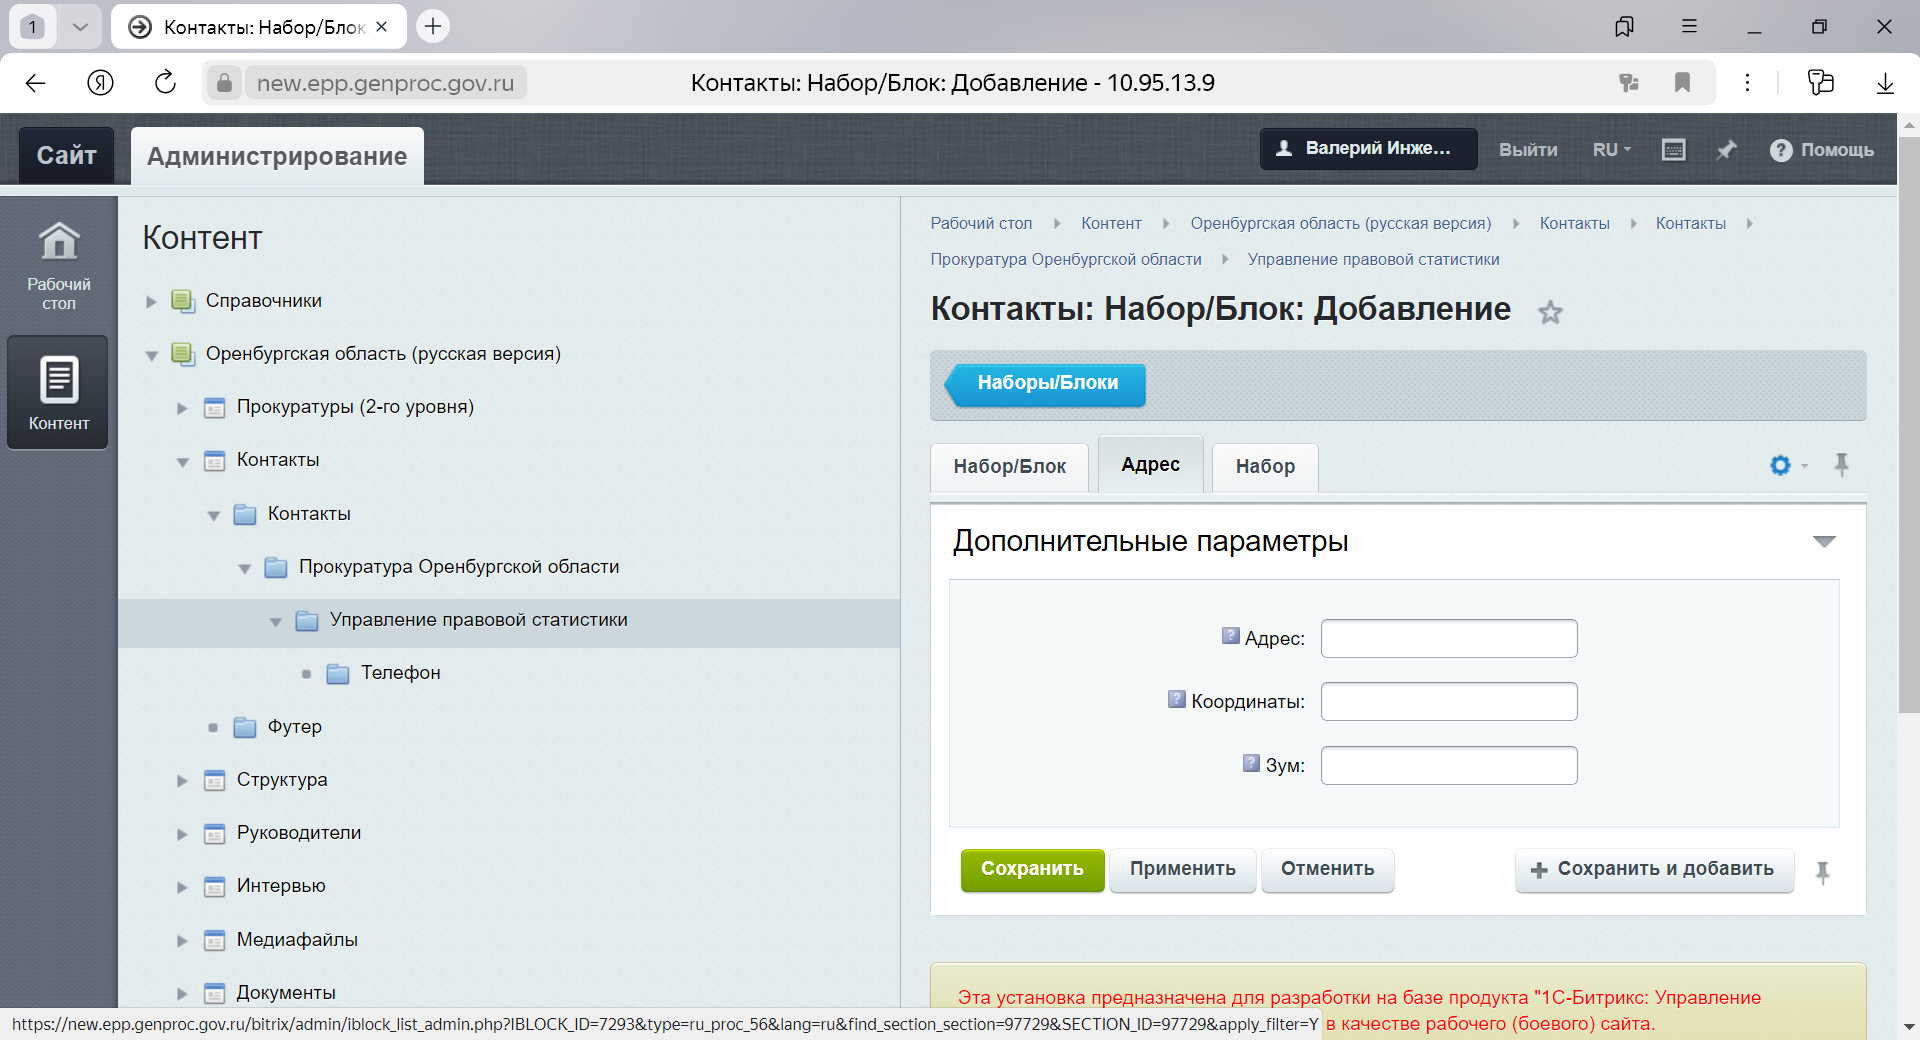 1
Контакты: Набор/Блок
new.epp.genproc.gov.ru
Контакты: Набор/Блок: Добавление - 10.95.13.9
Сайт
Администрирование
Валерий Инже...
Выйти
RU
Помощь
Рабочий
стол
Контент
Контент
Справочники
Оренбургская область (русская версия)
Прокуратуры (2-го уровня)
Контакты
Контакты
Прокуратура Оренбургской области
Управление правовой статистики
Телефон
Футер
Структура
Руководители
Интервью
Медиафайлы
Документы
Рабочий стол Контент Оренбургская область (русская версия) Контакты Контакты
Прокуратура Оренбургской области Управление правовой статистики
Контакты: Набор/Блок: Добавление
Наборы/Блоки
Набор/Блок
Адрес
Набор
Дополнительные параметры
? Адрес:
? Координаты:
? Зум:
Сохранить
Применить
Отменить
Сохранить и добавить
Эта установка предназначена для разработки на базе продукта "1С-Битрикс: Управление
в качестве рабочего (боевого) сайта.
https://new.epp.genproc.gov.ru/bitrix/admin/iblock_list_admin.php?IBLOCK_ID=7293&type=ru_proc_56&lang=ru&find_section_section=97729&SECTION_ID=97729&apply_filter=Y